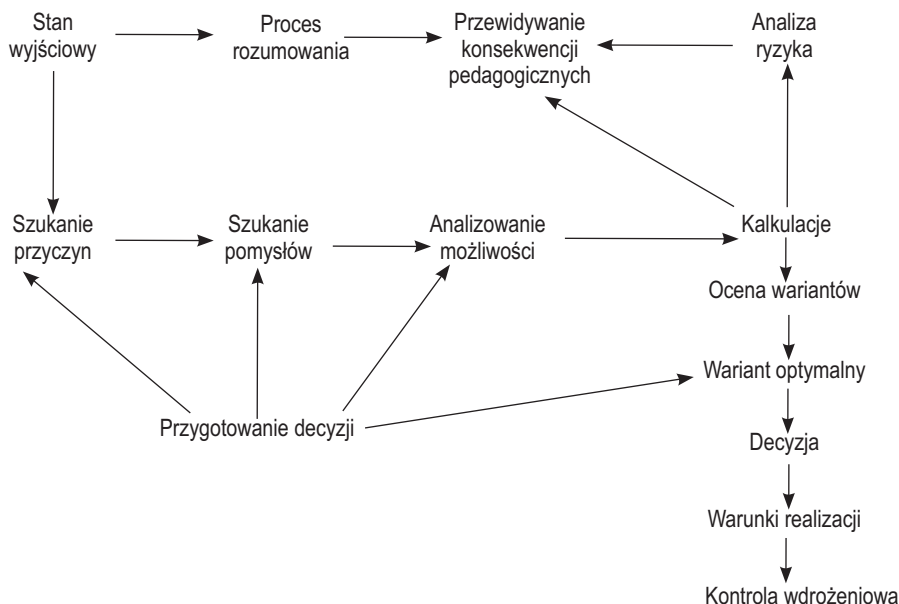 Stan
wyjściowy
Proces
rozumowania
Przewidywanie
konsekwencji
pedagogicznych
Analiza
ryzyka
Szukanie
przyczyn
Szukanie
pomysłów
Analizowanie
możliwości
Kalkulacje
Ocena wariantów
Wariant optymalny
Przygotowanie decyzji
Decyzja
Warunki realizacji
Kontrola wdrożeniowa